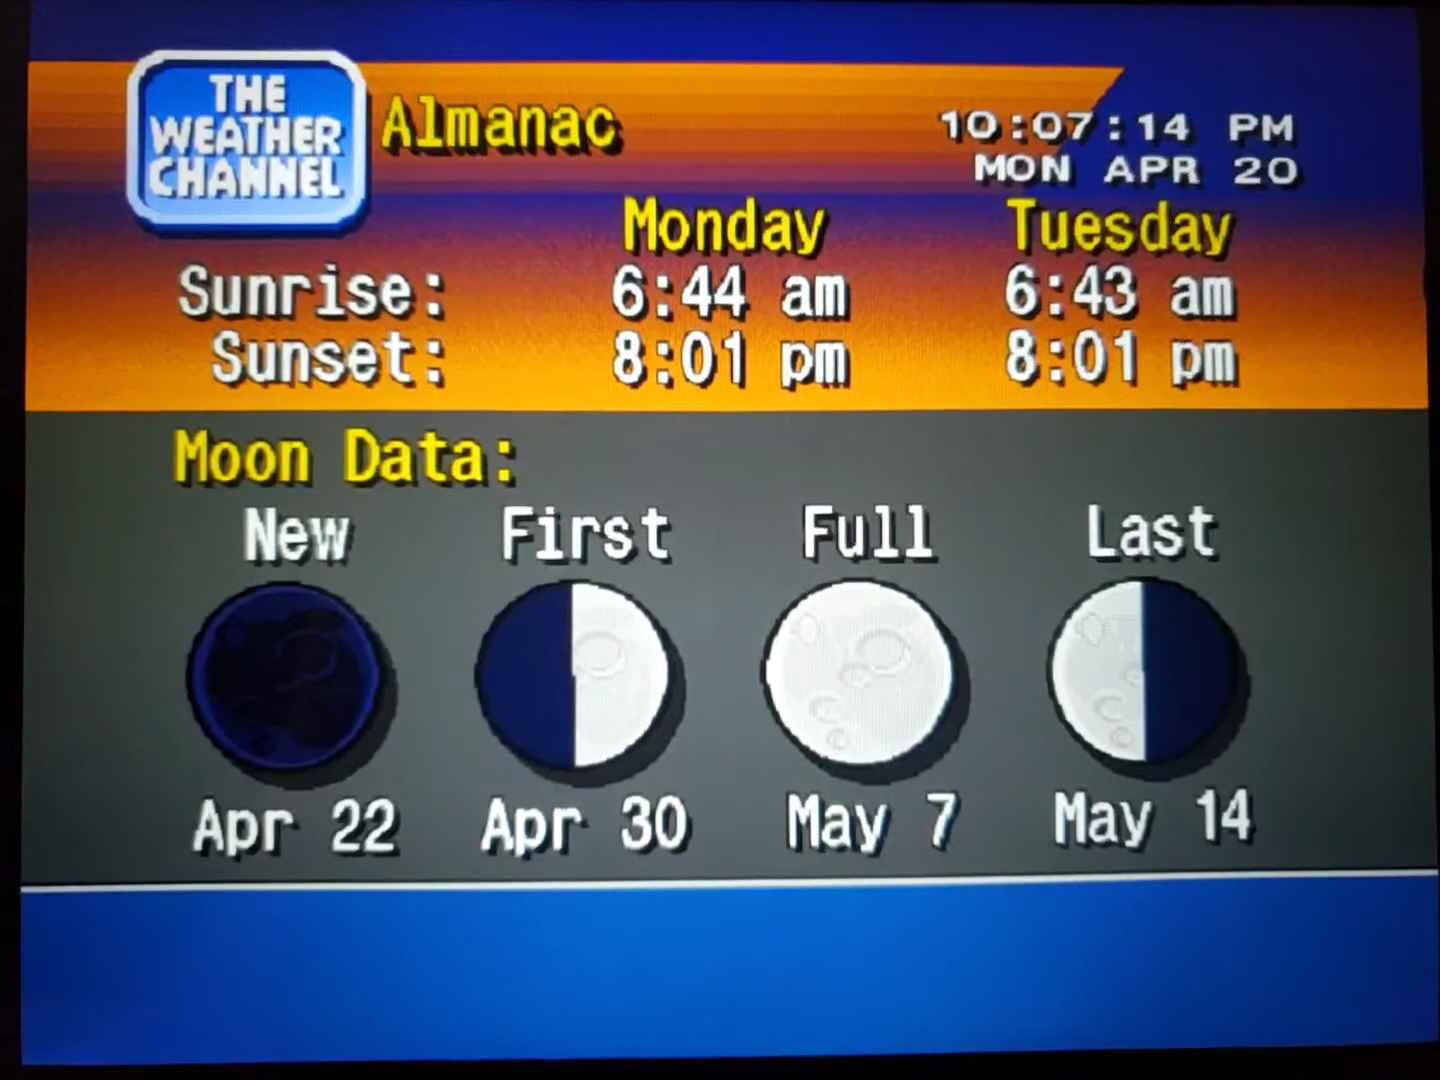 THE
WEATHER
CHANNEL
Almanac
10:07:14 PM
MON APR 20
Monday Tuesday
Sunrise: 6:44 am 6:43 am
Sunset: 8:01 pm 8:01 pm
Moon Data:
New First Full Last
Apr 22 Apr 30 May 7 May 14